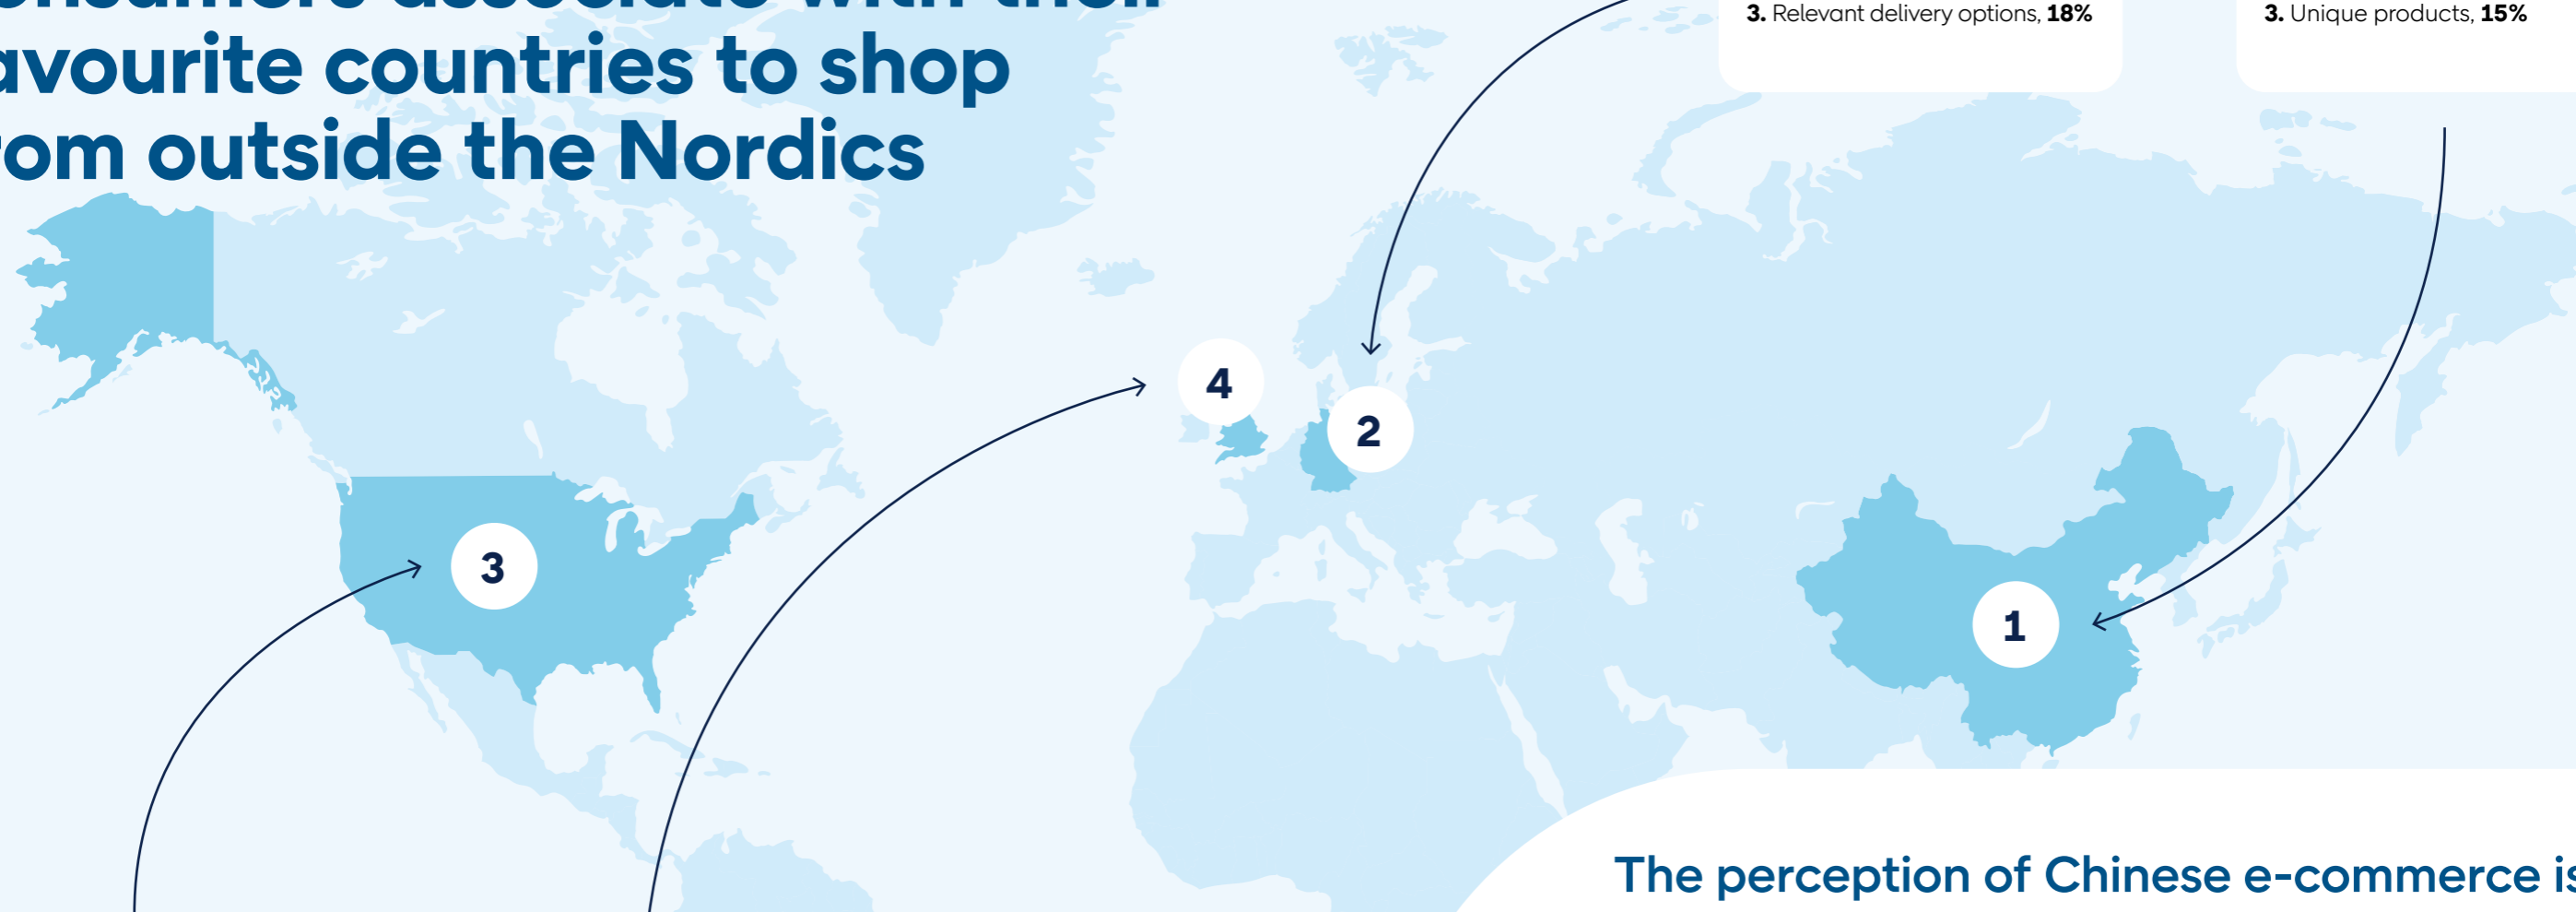 avourite countries to shop
om outside the Nordics
3. Relevant delivery options, 18%
3. Unique products, 15%
4
2
3
1
The perception of Chinese e-commerce is